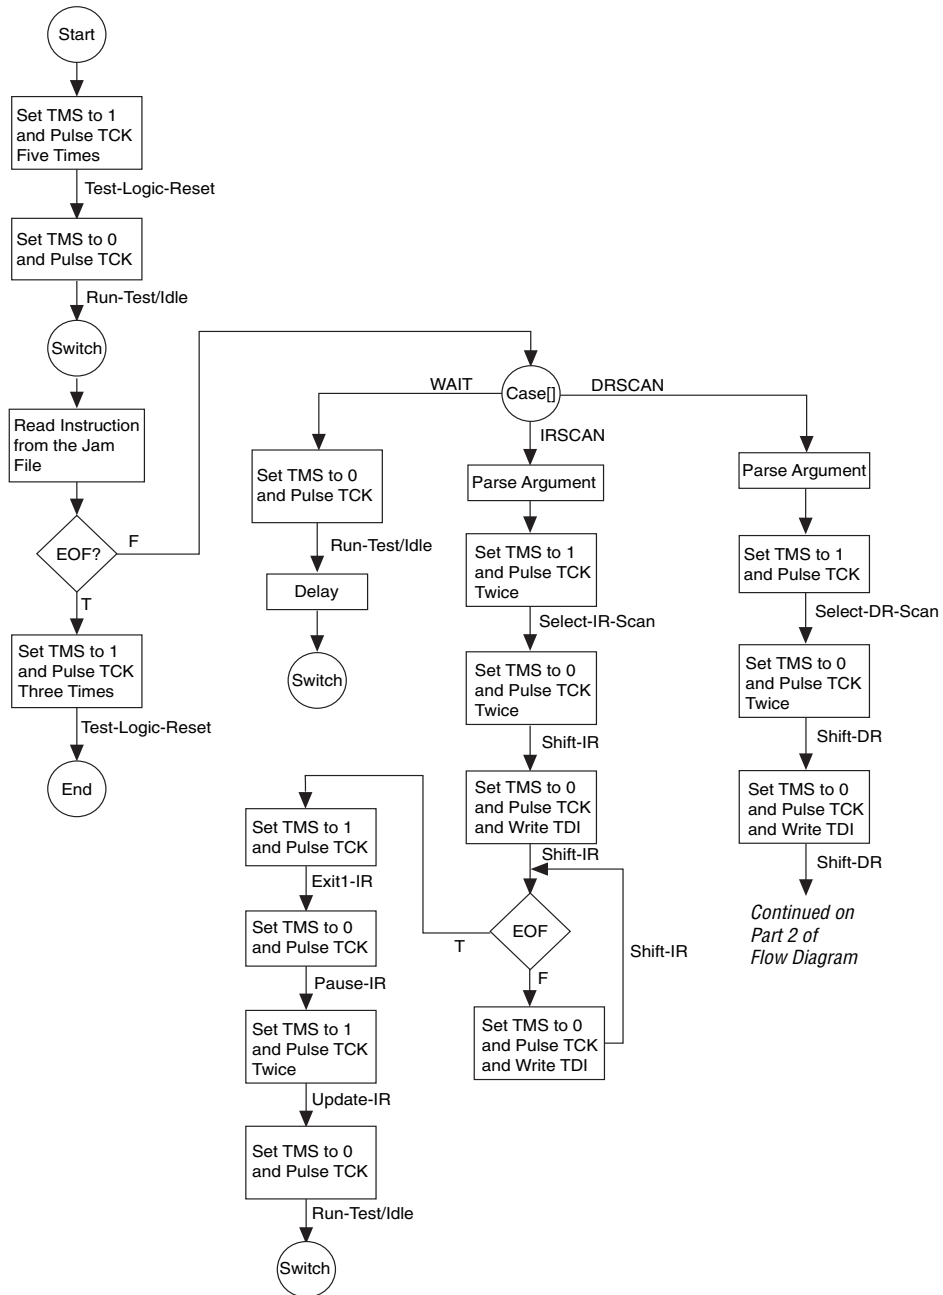 Start
Set TMS to 1
and Pulse TCK
Five Times
Test-Logic-Reset
Set TMS to 0
and Pulse TCK
Run-Test/Idle
Switch
Read Instruction
from the Jam
File
EOF?
F
T
Set TMS to 1
and Pulse TCK
Three Times
Test-Logic-Reset
End
Case[]
WAIT
DRSCAN
IRSCAN
Set TMS to 0
and Pulse TCK
Run-Test/Idle
Delay
Switch
Parse Argument
Set TMS to 1
and Pulse TCK
Twice
Select-IR-Scan
Set TMS to 0
and Pulse TCK
Twice
Shift-IR
Set TMS to 0
and Pulse TCK
and Write TDI
Shift-IR
EOF
T
F
Shift-IR
Set TMS to 0
and Pulse TCK
and Write TDI
Set TMS to 1
and Pulse TCK
Exit1-IR
Set TMS to 0
and Pulse TCK
Pause-IR
Set TMS to 1
and Pulse TCK
Twice
Update-IR
Set TMS to 0
and Pulse TCK
Run-Test/Idle
Switch
Parse Argument
Set TMS to 1
and Pulse TCK
Select-DR-Scan
Set TMS to 0
and Pulse TCK
Twice
Shift-DR
Set TMS to 0
and Pulse TCK
and Write TDI
Shift-DR
Continued on
Part 2 of
Flow Diagram